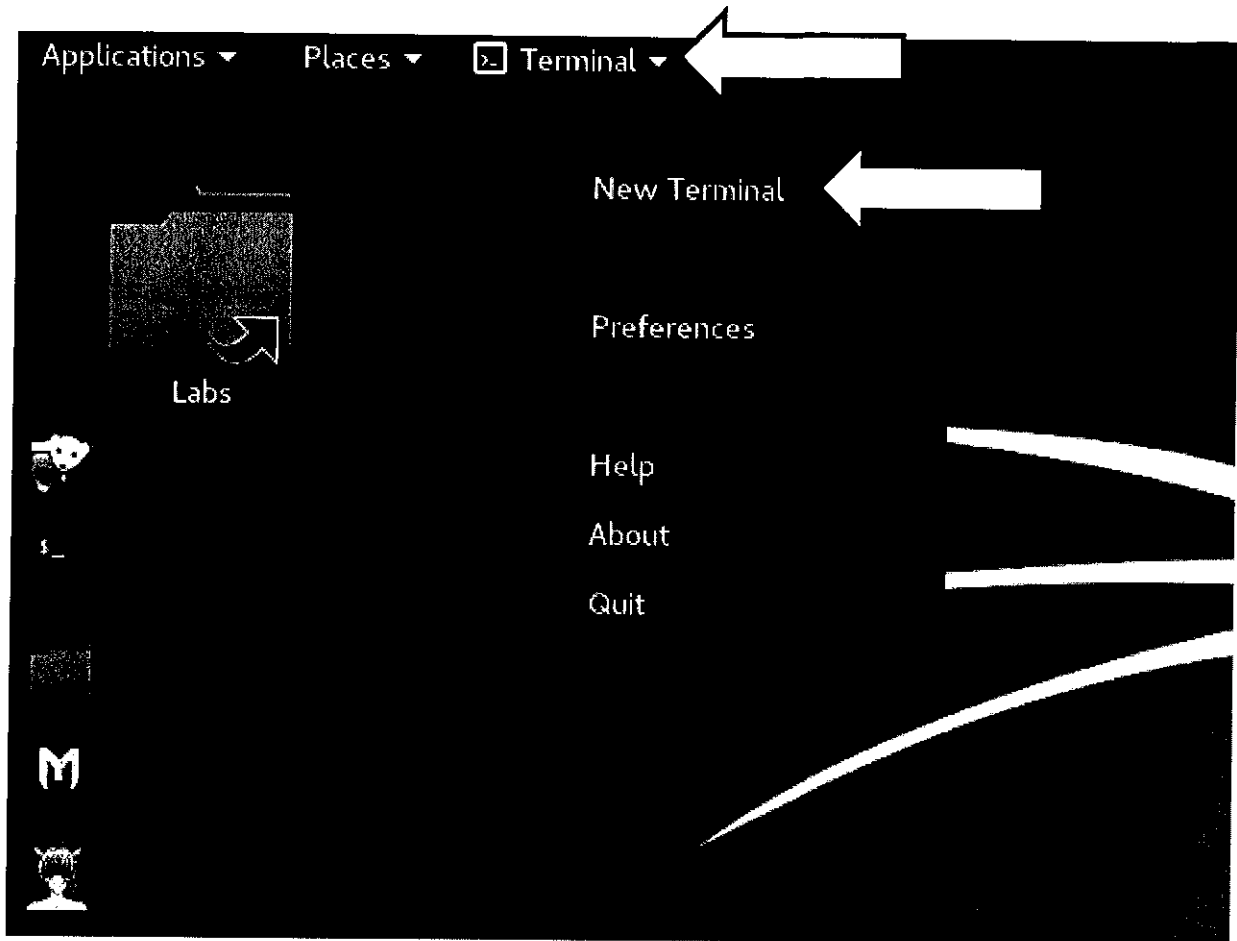 Applications Places Terminal
New Terminal
Preferences
Labs
Help
About
$_
Quit